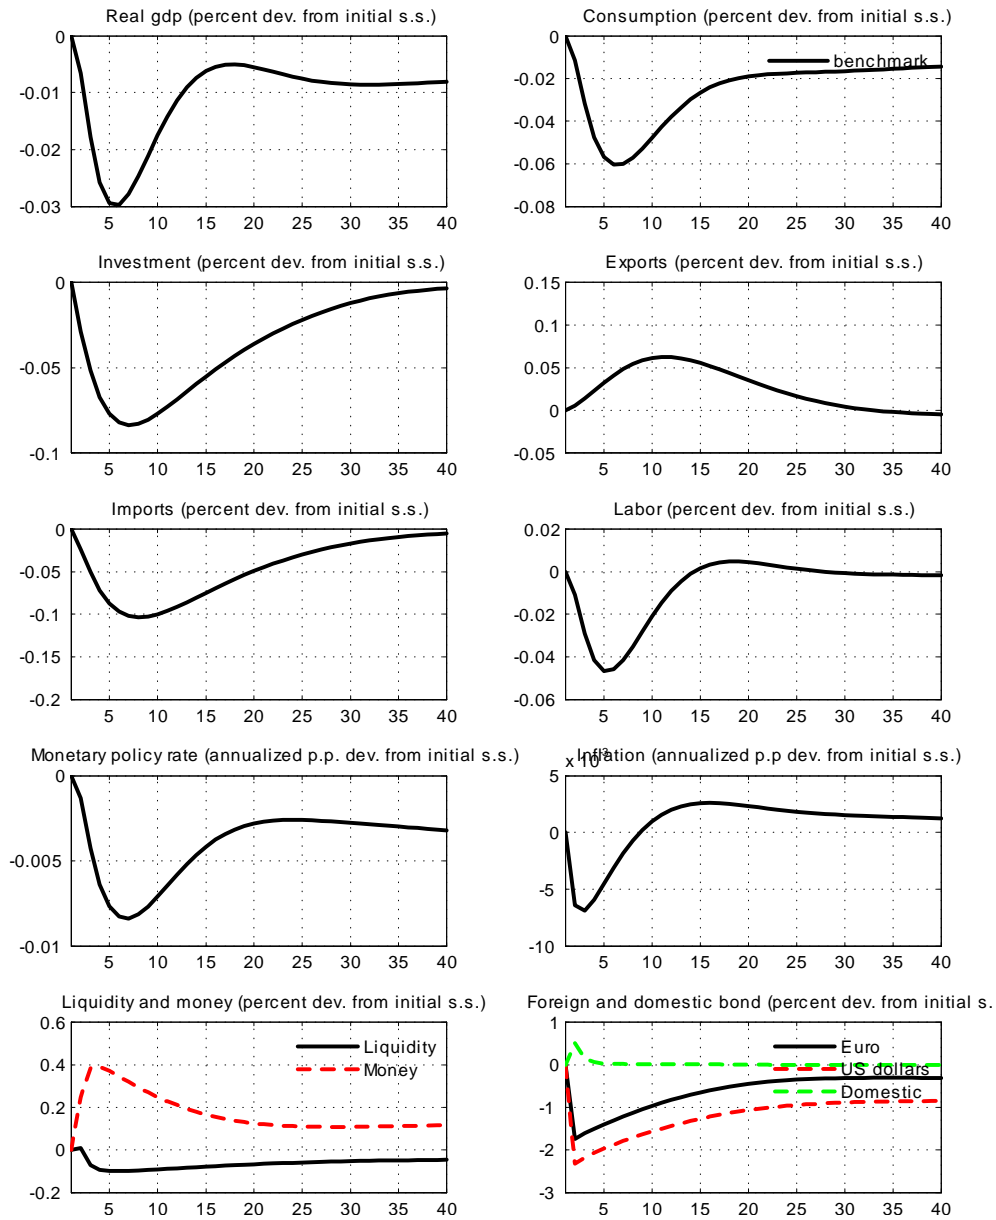 Real gdp (percent dev. from initial s.s.)
0
-0.01
-0.02
-0.03
5 10 15 20 25 30 35 40
Consumption (percent dev. from initial s.s.)
benchmark
0
-0.02
-0.04
-0.06
-0.08
5 10 15 20 25 30 35 40
Investment (percent dev. from initial s.s.)
0
-0.05
-0.1
5 10 15 20 25 30 35 40
Exports (percent dev. from initial s.s.)
0.15
0.1
0.05
0
-0.05
5 10 15 20 25 30 35 40
Imports (percent dev. from initial s.s.)
0
-0.05
-0.1
-0.15
-0.2
5 10 15 20 25 30 35 40
Labor (percent dev. from initial s.s.)
0.02
0
-0.02
-0.04
-0.06
5 10 15 20 25 30 35 40
Monetary policy rate (annualized p.p. dev. from initial s.s.)
0
-0.005
-0.01
5 10 15 20 25 30 35 40
Inflation (annualized p.p dev. from initial s.s.)
x 10-3
5
0
-5
-10
5 10 15 20 25 30 35 40
Liquidity and money (percent dev. from initial s.s.)
Liquidity
Money
0.6
0.4
0.2
0
-0.2
5 10 15 20 25 30 35 40
Foreign and domestic bond (percent dev. from initial s.
Euro
US dollars
Domestic
1
0
-1
-2
-3
5 10 15 20 25 30 35 40